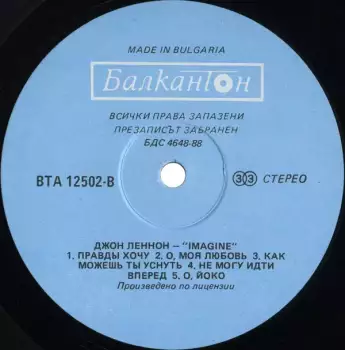 MADE IN BULGARIA
Балкантон
ВСИЧКИ ПРАВА ЗАПАЗЕНИ
ПРЕЗАПИСЪТ ЗАБРАНЕН
БДС 4648-88
ВТА 12502-В
33 СТЕРЕО
ДЖОН ЛЕННОН – "IMAGINE"
1. ПРАВДЫ ХОЧУ 2. О, МОЯ ЛЮБОВЬ 3. КАК
МОЖЕШЬ ТЫ УСНУТЬ 4. НЕ МОГУ ИДТИ
ВПЕРЕД 5. О, ЙОКО
Произведено по лицензии